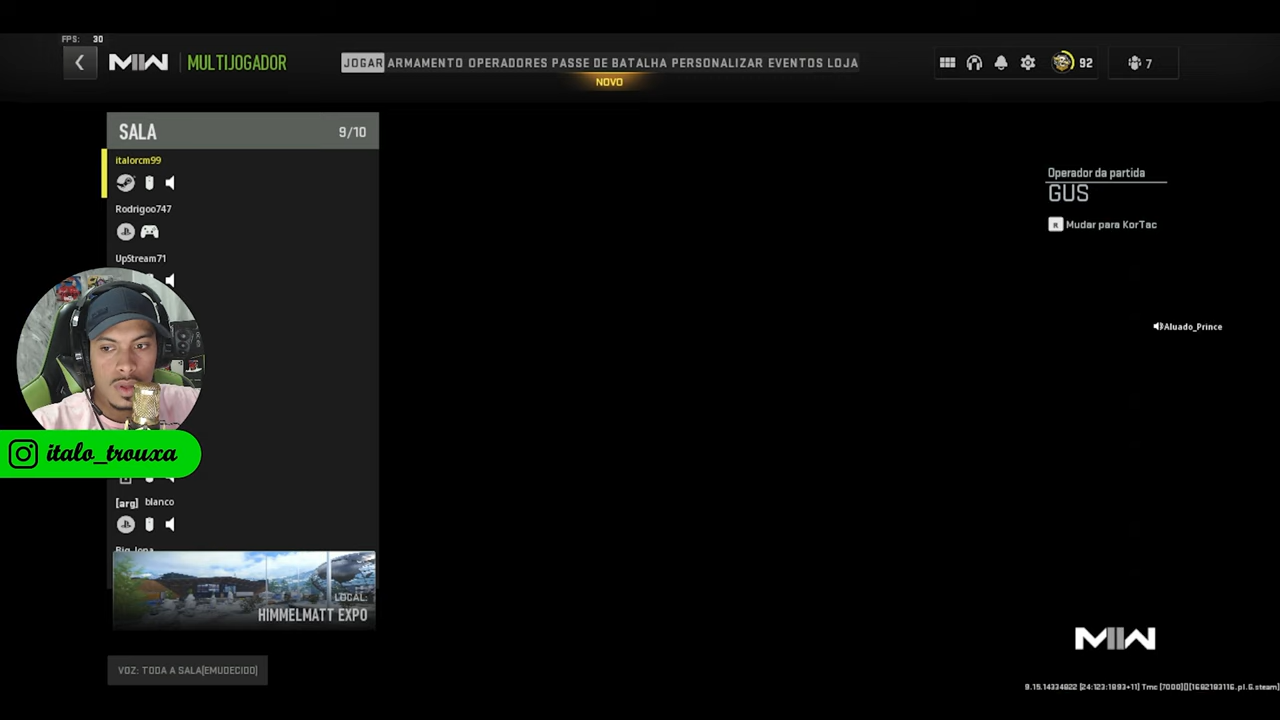 FPS: 30
MW MULTIJOGADOR
JOGAR ARMAMENTO OPERADORES PASSE DE BATALHA PERSONALIZAR EVENTOS LOJA
NOVO
92
7
SALA 9/10
italorcm99
Rodrigoo747
UpStream71
italo_trouxa
[arg] blanco
LOCAL:
HIMMELMATT EXPO
VOZ: TODA A SALA(EMUDECIDO)
Operador da partida
GUS
R Mudar para KorTac
Aluado_Prince
MW